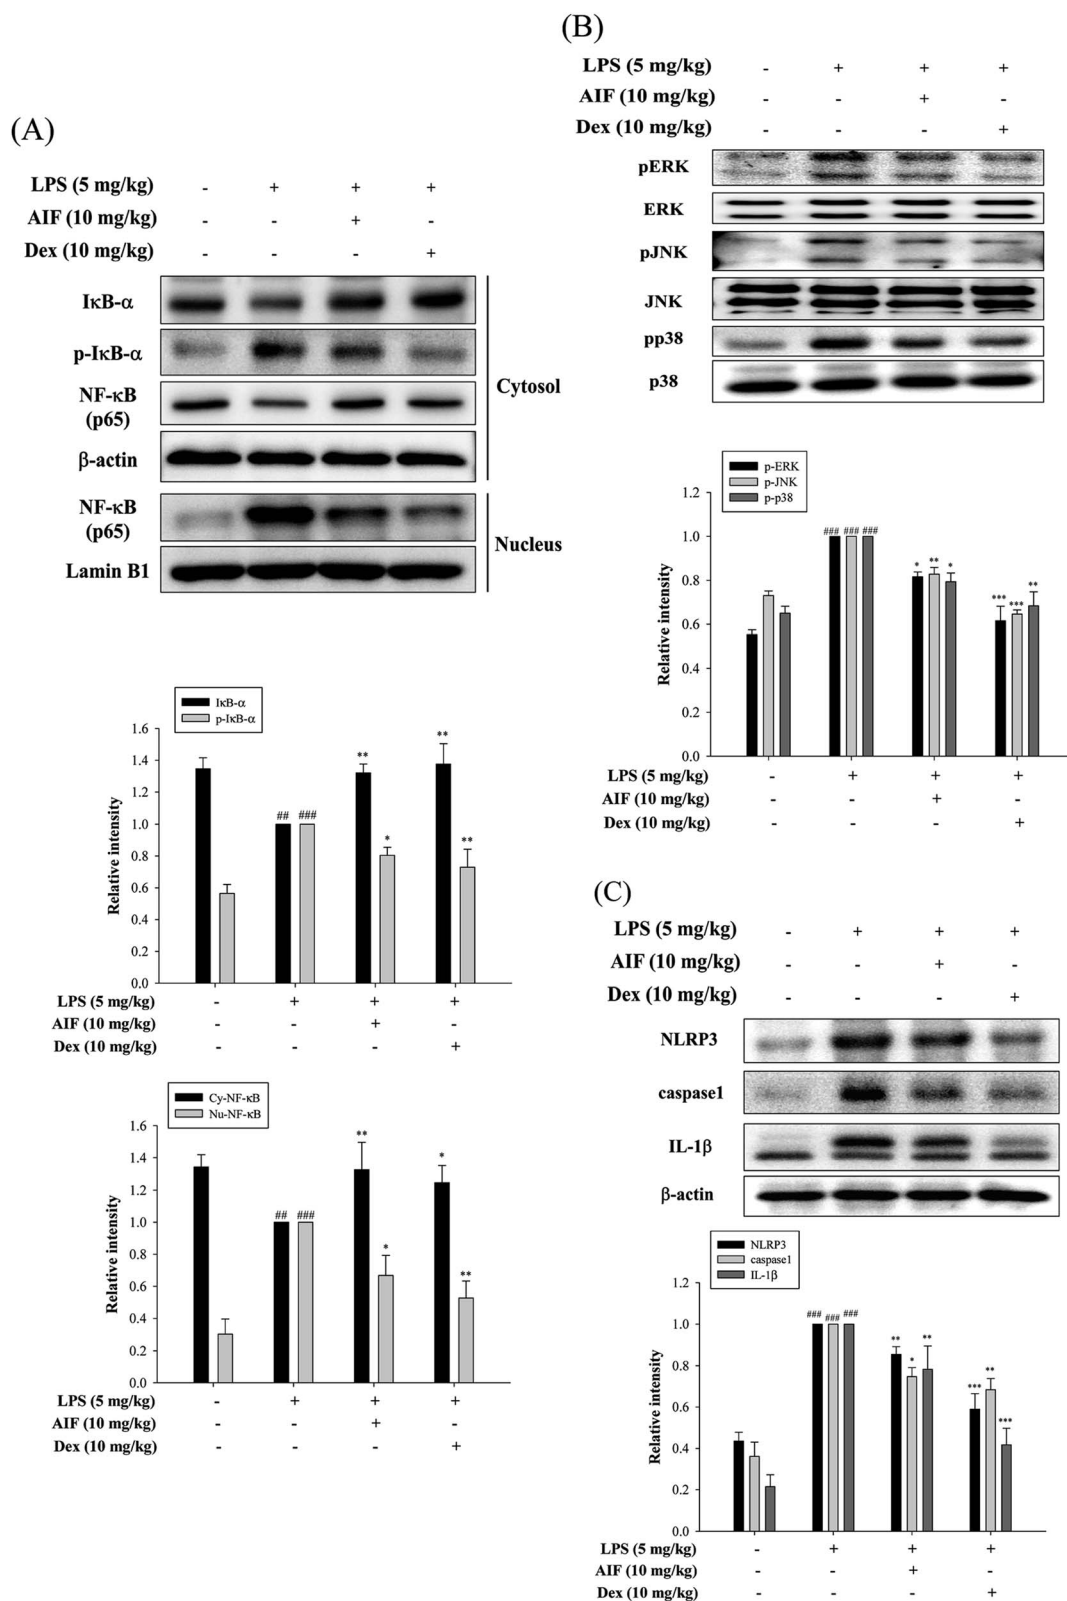 (A)
LPS (5 mg/kg) - + + +
AIF (10 mg/kg) - - + -
Dex (10 mg/kg) - - - +
IκB-α
p-IκB-α
NF-κB
(p65)
β-actin
Cytosol
NF-κB
(p65)
Lamin B1
Nucleus
IκB-α
p-IκB-α
Relative intensity
1.6
1.4
1.2
1.0
0.8
0.6
0.4
0.2
0.0
## ### ** * ** **
LPS (5 mg/kg) - + + +
AIF (10 mg/kg) - - + -
Dex (10 mg/kg) - - - +
Cy-NF-κB
Nu-NF-κB
Relative intensity
1.6
1.4
1.2
1.0
0.8
0.6
0.4
0.2
0.0
## ### ** * * **
LPS (5 mg/kg) - + + +
AIF (10 mg/kg) - - + -
Dex (10 mg/kg) - - - +
(B)
LPS (5 mg/kg) - + + +
AIF (10 mg/kg) - - + -
Dex (10 mg/kg) - - - +
pERK
ERK
pJNK
JNK
pp38
p38
p-ERK
p-JNK
p-p38
Relative intensity
1.2
1.0
0.8
0.6
0.4
0.2
0.0
### ### ### * ** * *** *** **
LPS (5 mg/kg) - + + +
AIF (10 mg/kg) - - + -
Dex (10 mg/kg) - - - +
(C)
LPS (5 mg/kg) - + + +
AIF (10 mg/kg) - - + -
Dex (10 mg/kg) - - - +
NLRP3
caspase1
IL-1β
β-actin
NLRP3
caspase1
IL-1β
Relative intensity
1.2
1.0
0.8
0.6
0.4
0.2
0.0
### ### ### ** * ** *** ** ***
LPS (5 mg/kg) - + + +
AIF (10 mg/kg) - - + -
Dex (10 mg/kg) - - - +